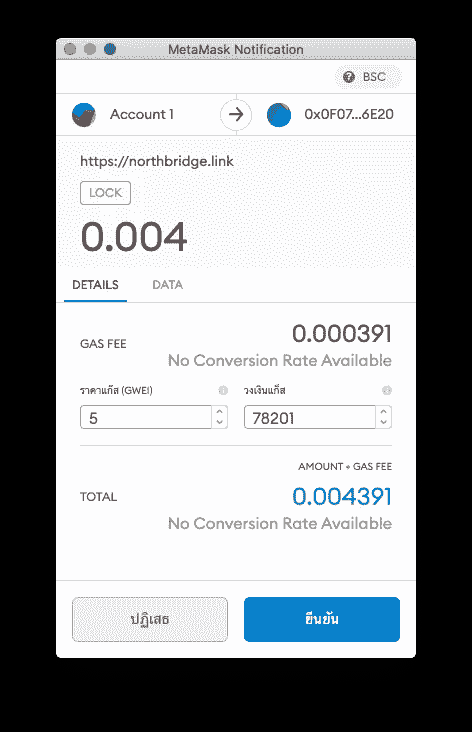 MetaMask Notification
BSC
Account 1
0x0F07...6E20
https://northbridge.link
LOCK
0.004
DETAILS DATA
GAS FEE
0.000391
No Conversion Rate Available
ราคาแก๊ส (GWEI) วงเงินแก็ส
5 78201
AMOUNT + GAS FEE
TOTAL
0.004391
No Conversion Rate Available
ปฏิเสธ ยืนยัน